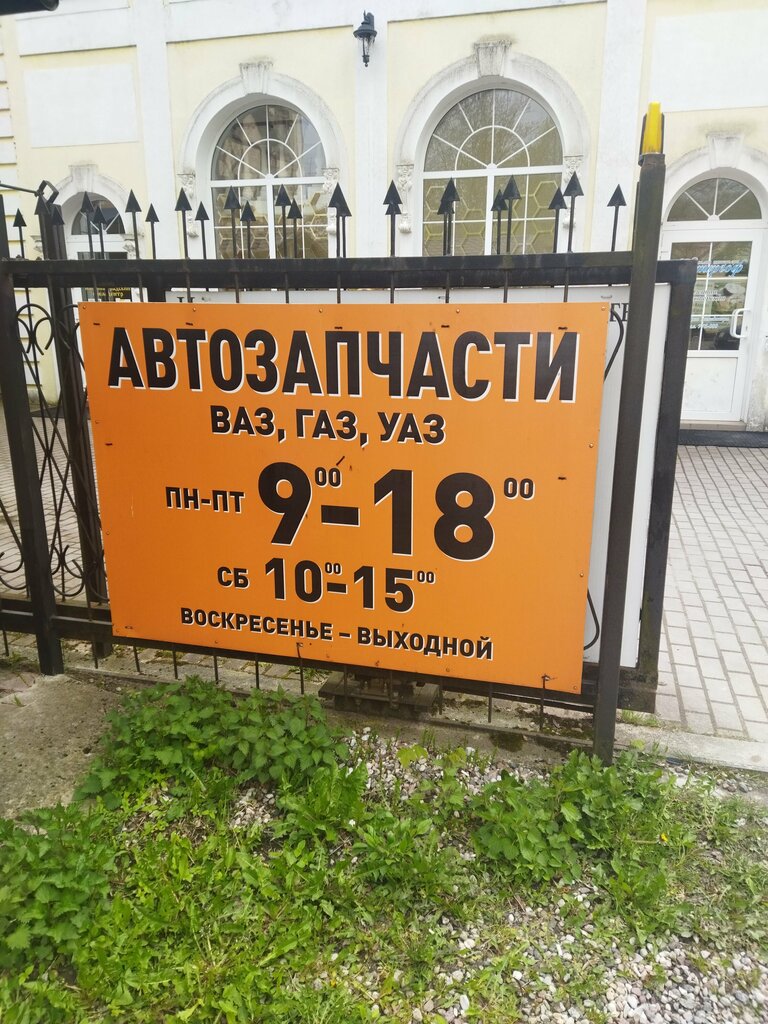 АВТОЗАПЧАСТИ
ВАЗ, ГАЗ, УАЗ
ПН-ПТ 9⁰⁰-18⁰⁰
СБ 10⁰⁰-15⁰⁰
ВОСКРЕСЕНЬЕ – ВЫХОДНОЙ